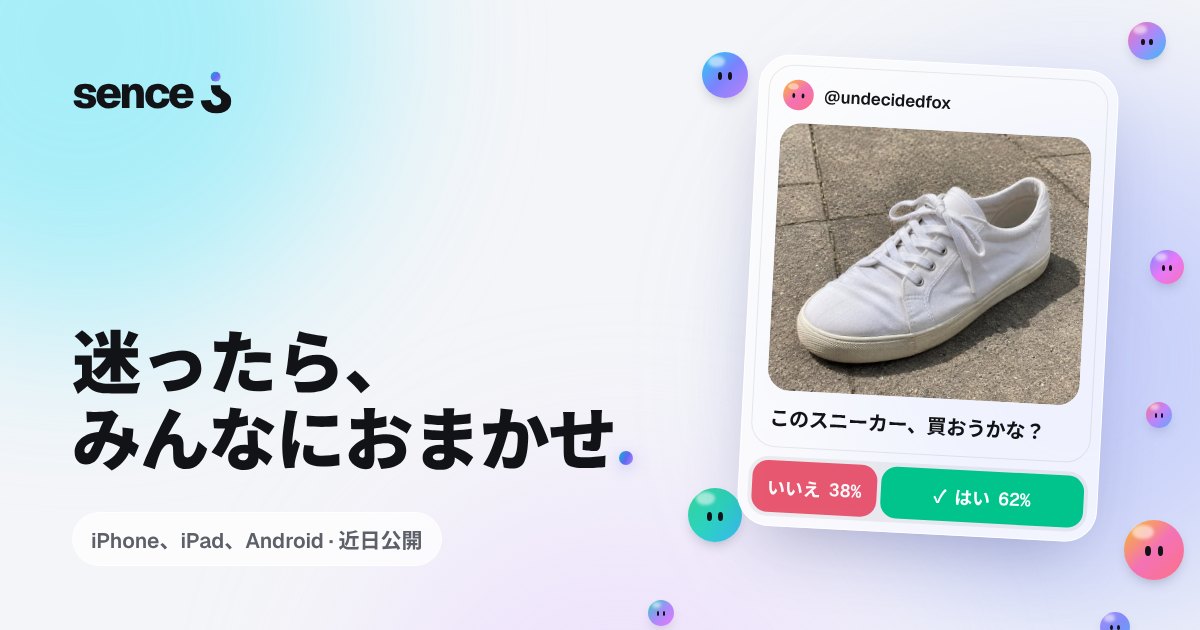 sence
@undecidedfox
このスニーカー、買おうかな？
いいえ 38%
✓ はい 62%
迷ったら、
みんなにおまかせ.
iPhone、iPad、Android · 近日公開